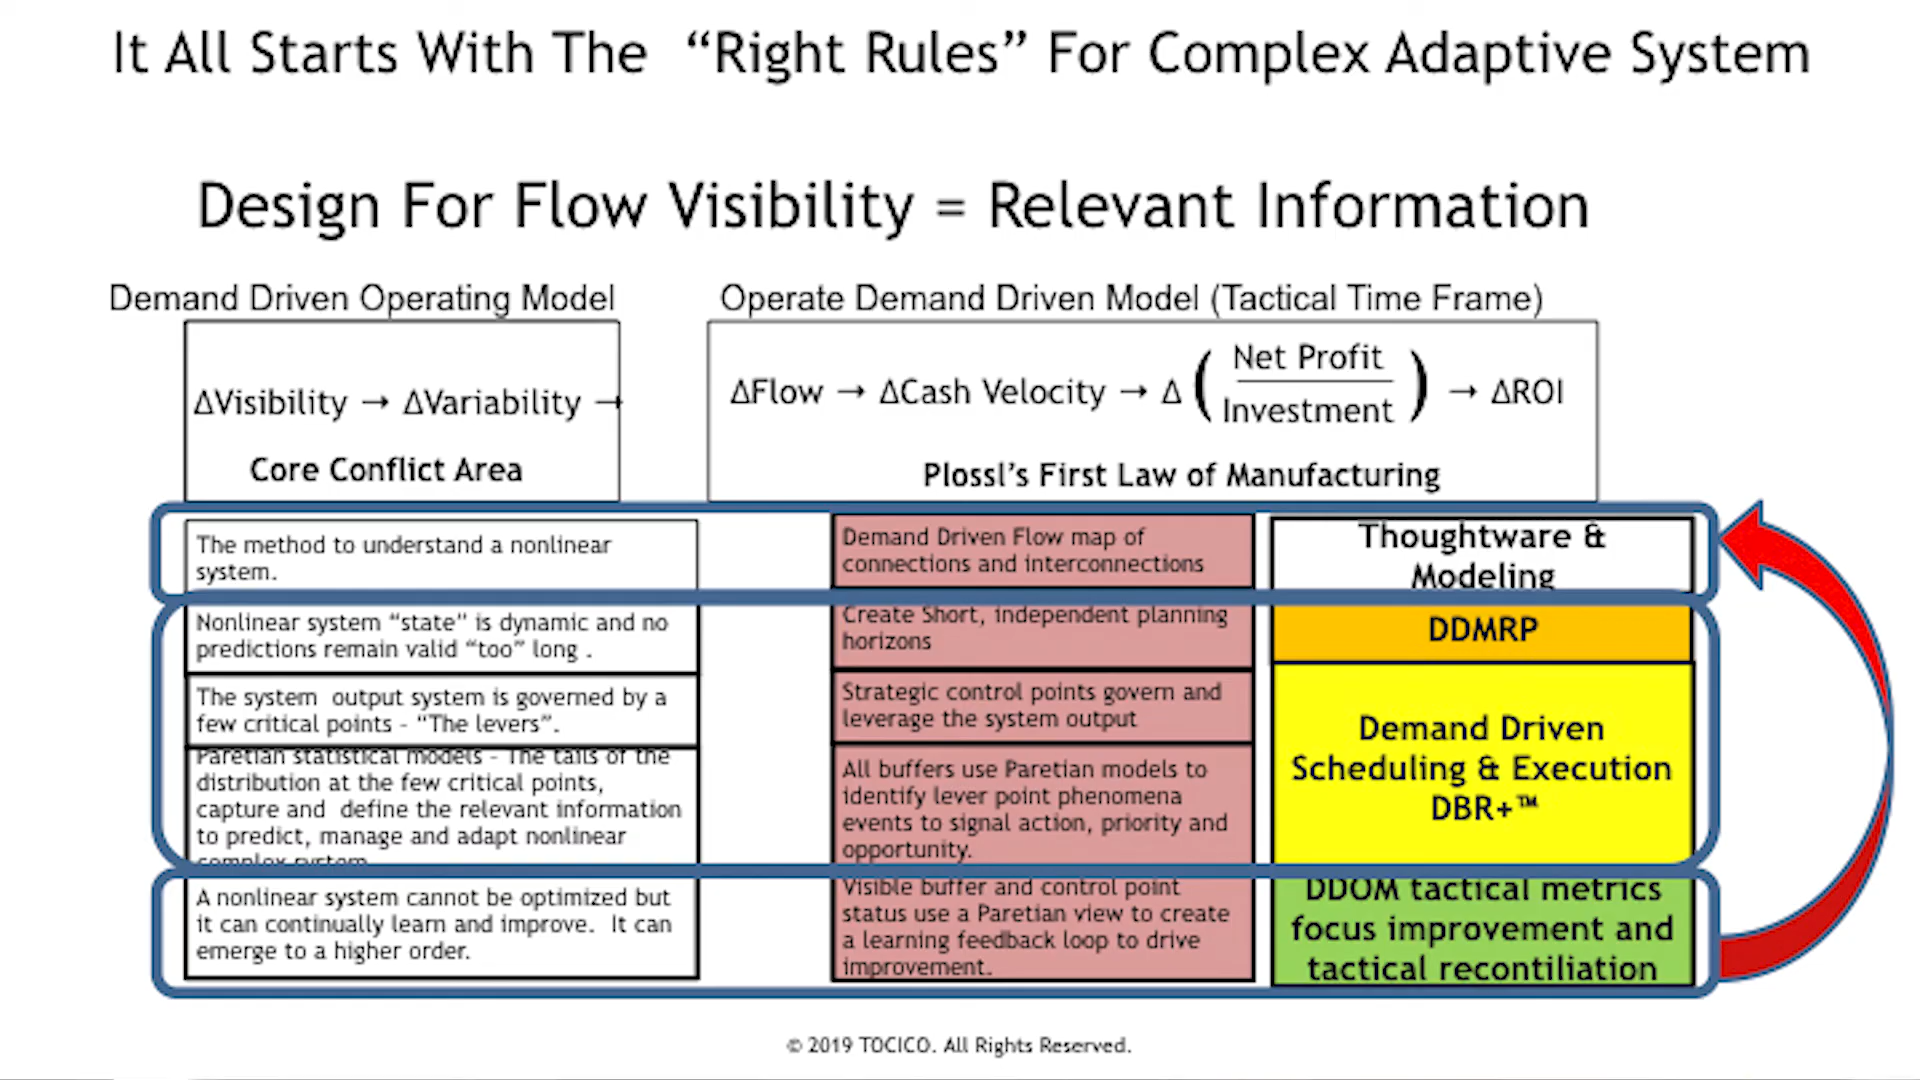 It All Starts With The “Right Rules” For Complex Adaptive System
Design For Flow Visibility = Relevant Information
Demand Driven Operating Model
Operate Demand Driven Model (Tactical Time Frame)
ΔVisibility → ΔVariability →
Core Conflict Area
ΔFlow → ΔCash Velocity → Δ ( Net Profit / Investment ) → ΔROI
Plossl’s First Law of Manufacturing
The method to understand a nonlinear
system.
Demand Driven Flow map of
connections and interconnections
Thoughtware &
Modeling
Nonlinear system “state” is dynamic and no
predictions remain valid “too” long .
Create Short, independent planning
horizons
DDMRP
The system output system is governed by a
few critical points - “The levers”.
Strategic control points govern and
leverage the system output
Demand Driven
Scheduling & Execution
DBR+™
Paretian statistical models - The tails of the
distribution at the few critical points,
capture and define the relevant information
to predict, manage and adapt nonlinear
complex system
All buffers use Paretian models to
identify lever point phenomena
events to signal action, priority and
opportunity.
A nonlinear system cannot be optimized but
it can continually learn and improve. It can
emerge to a higher order.
Visible buffer and control point
status use a Paretian view to create
a learning feedback loop to drive
improvement.
DDOM tactical metrics
focus improvement and
tactical recontiliation
© 2019 TOCICO. All Rights Reserved.